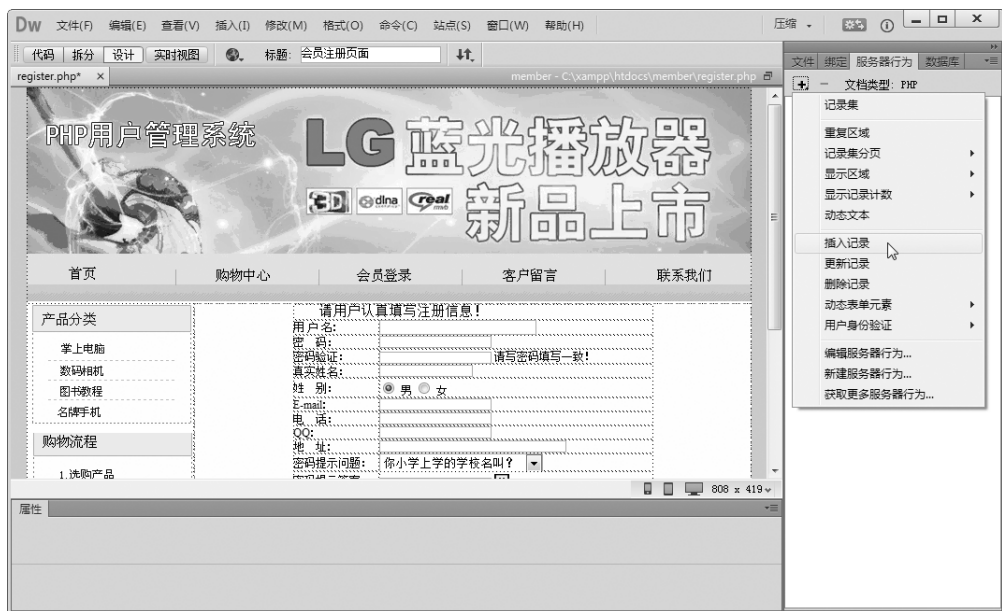 Dw 文件(F) 编辑(E) 查看(V) 插入(I) 修改(M) 格式(O) 命令(C) 站点(S) 窗口(W) 帮助(H) 压缩
代码 拆分 设计 实时视图 标题: 会员注册页面
register.php* × member - C:\xampp\htdocs\member\register.php
PHP用户管理系统
LG 蓝光播放器
3D dlna real
新品上市
首页 购物中心 会员登录 客户留言 联系我们
产品分类
掌上电脑
数码相机
图书教程
名牌手机
购物流程
1.选购产品
请用户认真填写注册信息!
用户名:
密 码:
密码验证: 请写密码填写一致!
真实姓名:
性 别: 男 女
E-mail:
电 话:
QQ:
地 址:
密码提示问题: 你小学上学的学校名叫?
密码提示答案:
808 x 419
属性
文件 绑定 服务器行为 数据库
+ － 文档类型: PHP
记录集
重复区域
记录集分页
显示区域
显示记录计数
动态文本
插入记录
更新记录
删除记录
动态表单元素
用户身份验证
编辑服务器行为...
新建服务器行为...
获取更多服务器行为...